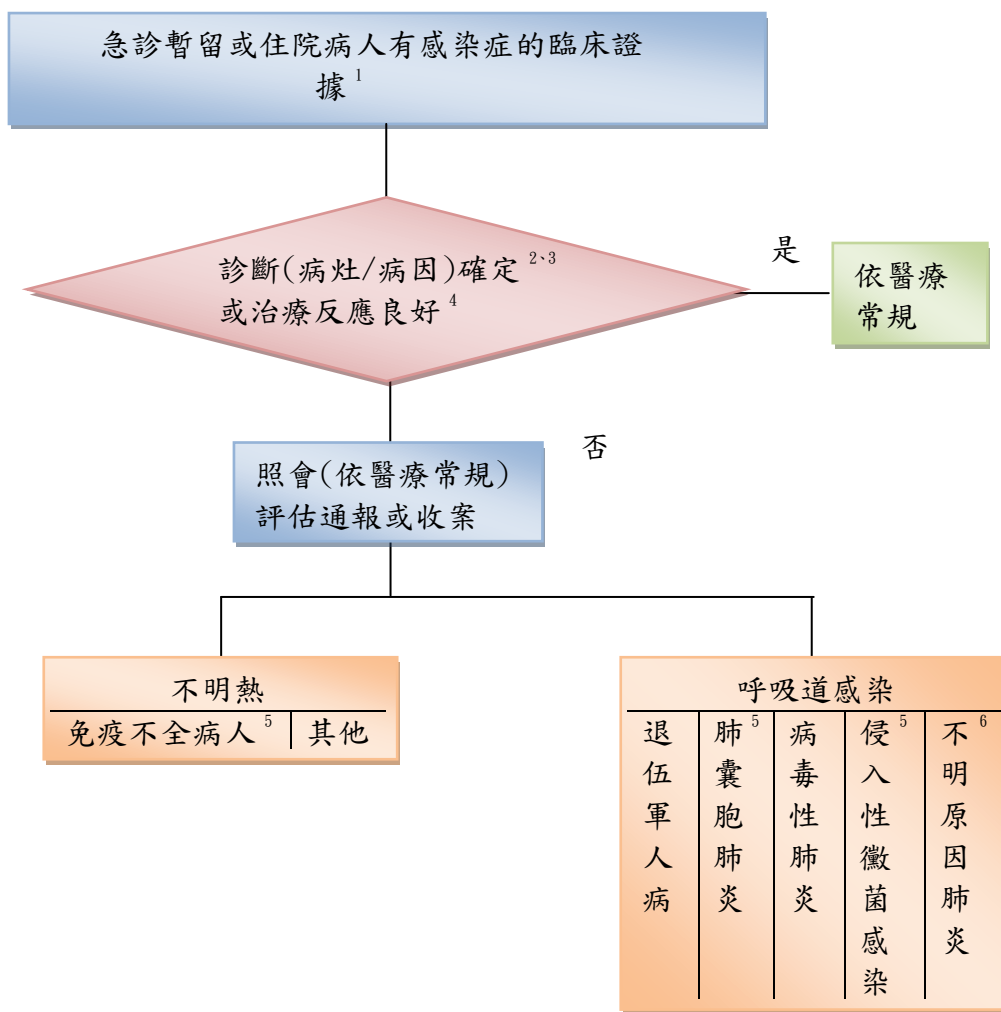 急診暫留或住院病人有感染症的臨床證
據1
診斷(病灶/病因)確定2、3
或治療反應良好4
是
依醫療
常規
否
照會(依醫療常規)
評估通報或收案
不明熱
免疫不全病人5
其他
呼吸道感染
退伍軍人病
肺囊胞肺炎5
病毒性肺炎
侵入性黴菌感染5
不明原因肺炎6